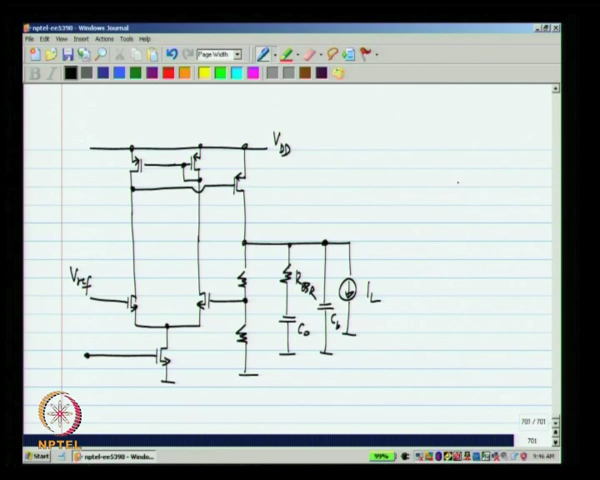 nptel-ee5390 - Windows Journal
File Edit View Insert Actions Tools Help
Page Width
B I
V_DD
V_ref
R_ESR
C_o
C_b
I_L
701 / 701
701
NPTEL
Start
nptel-ee5390 - Windo...
99%
9:46 AM